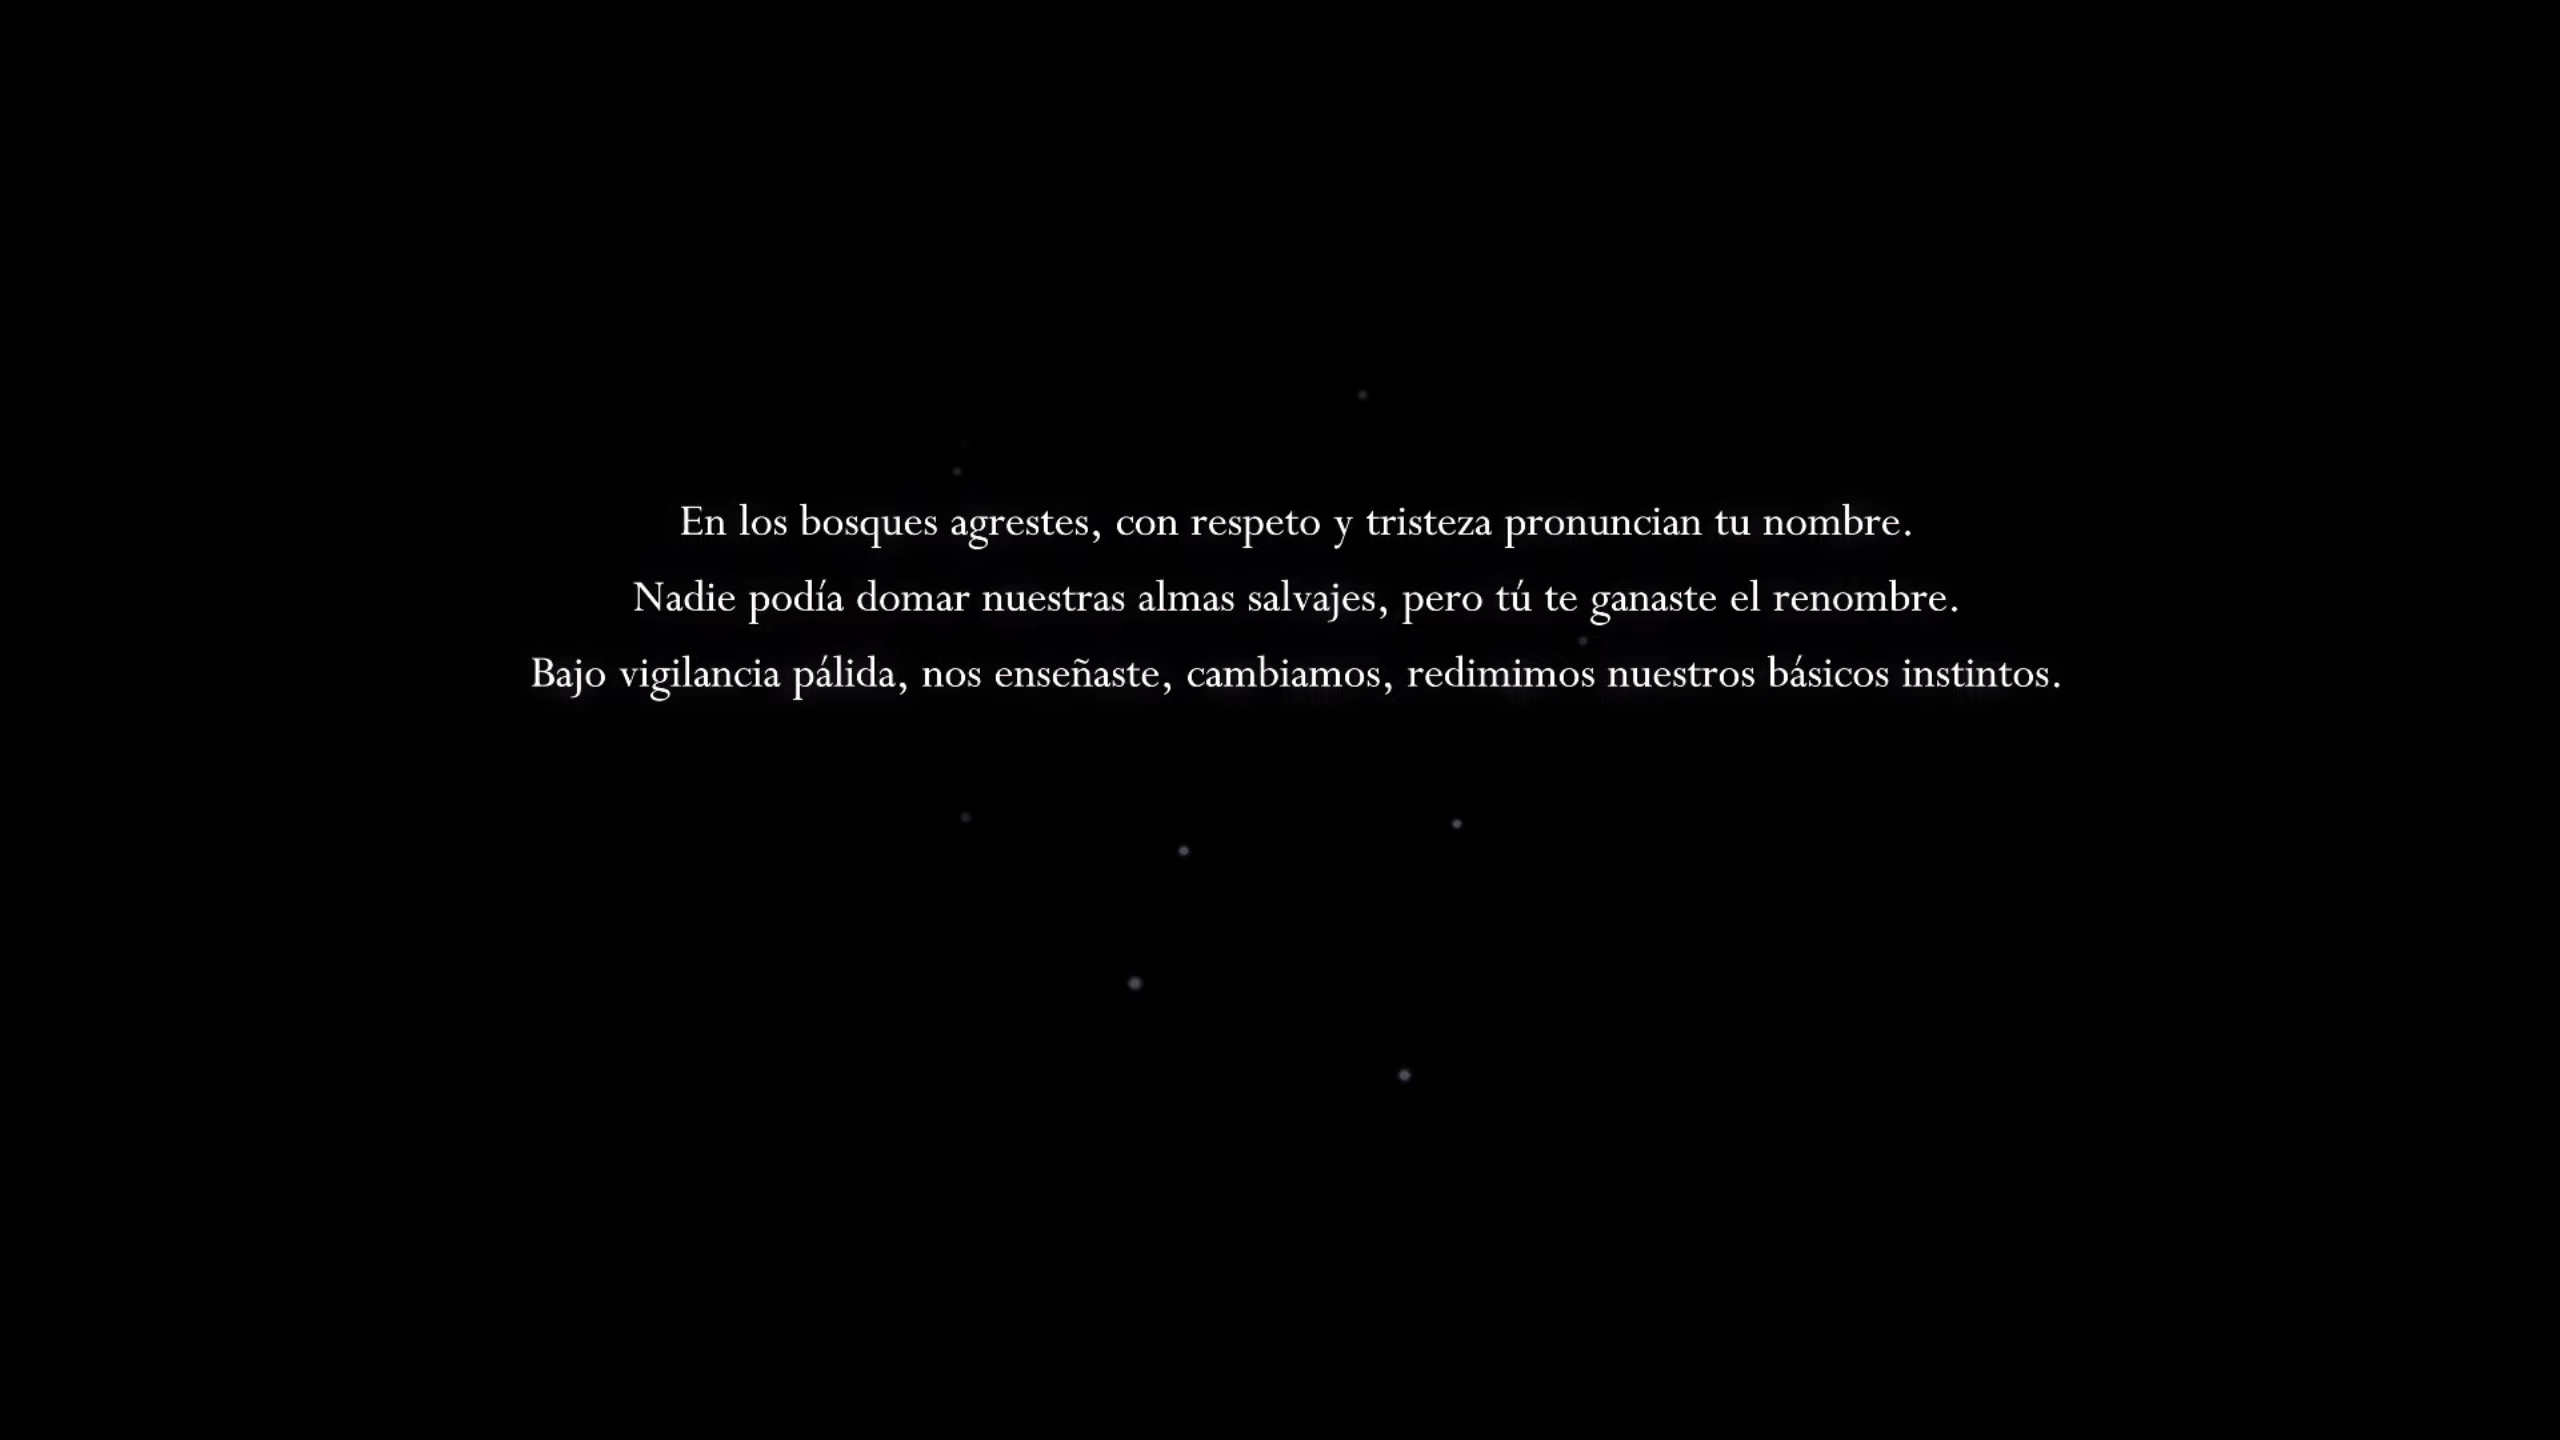 En los bosques agrestes, con respeto y tristeza pronuncian tu nombre.
Nadie podía domar nuestras almas salvajes, pero tú te ganaste el renombre.
Bajo vigilancia pálida, nos enseñaste, cambiamos, redimimos nuestros básicos instintos.